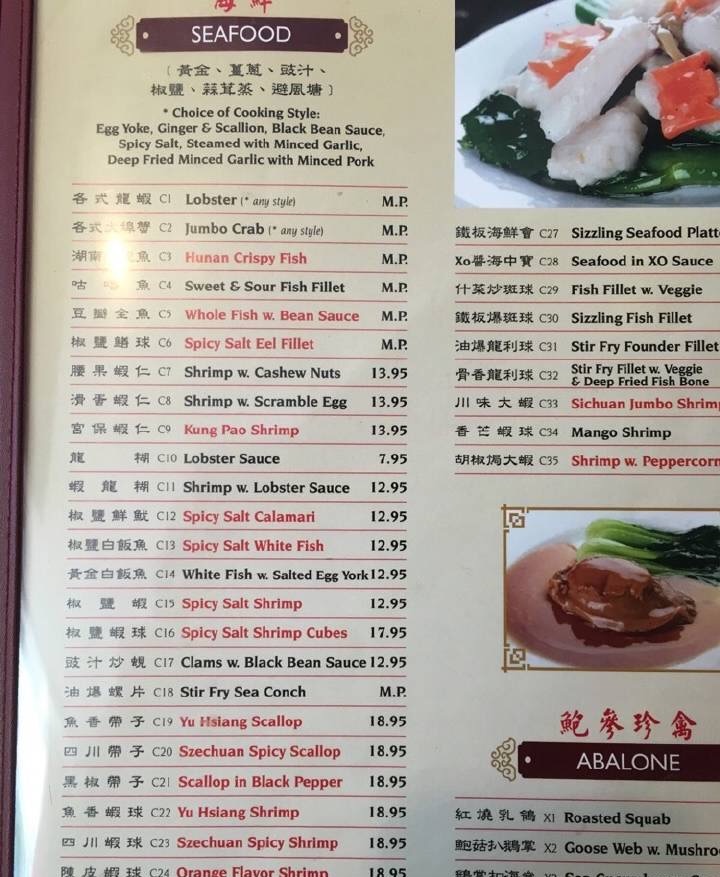 海鮮
SEAFOOD
（黃金、薑蔥、豉汁、
椒鹽、蒜茸蒸、避風塘）
* Choice of Cooking Style:
Egg Yoke, Ginger & Scallion, Black Bean Sauce,
Spicy Salt, Steamed with Minced Garlic,
Deep Fried Minced Garlic with Minced Pork
各式龍蝦 C1 Lobster (* any style) M.P.
各式大埠蟹 C2 Jumbo Crab (* any style) M.P.
湖南 魚 C3 Hunan Crispy Fish M.P.
咕 魚 C4 Sweet & Sour Fish Fillet M.P.
豆瓣全魚 C5 Whole Fish w. Bean Sauce M.P.
椒鹽鱔球 C6 Spicy Salt Eel Fillet M.P.
腰果蝦仁 C7 Shrimp w. Cashew Nuts 13.95
滑蛋蝦仁 C8 Shrimp w. Scramble Egg 13.95
宮保蝦仁 C9 Kung Pao Shrimp 13.95
龍糊 C10 Lobster Sauce 7.95
蝦龍糊 C11 Shrimp w. Lobster Sauce 12.95
椒鹽鮮魷 C12 Spicy Salt Calamari 12.95
椒鹽白飯魚 C13 Spicy Salt White Fish 12.95
黃金白飯魚 C14 White Fish w. Salted Egg York 12.95
椒鹽蝦 C15 Spicy Salt Shrimp 12.95
椒鹽蝦球 C16 Spicy Salt Shrimp Cubes 17.95
豉汁炒蜆 C17 Clams w. Black Bean Sauce 12.95
油爆螺片 C18 Stir Fry Sea Conch M.P.
魚香帶子 C19 Yu Hsiang Scallop 18.95
四川帶子 C20 Szechuan Spicy Scallop 18.95
黑椒帶子 C21 Scallop in Black Pepper 18.95
魚香蝦球 C22 Yu Hsiang Shrimp 18.95
四川蝦球 C23 Szechuan Spicy Shrimp 18.95
陳皮蝦球 C24 Orange Flavor Shrimp 18.95
鐵板海鮮會 C27 Sizzling Seafood Platt
Xo醬海中寶 C28 Seafood in XO Sauce
什菜炒斑球 C29 Fish Fillet w. Veggie
鐵板爆斑球 C30 Sizzling Fish Fillet
油爆龍利球 C31 Stir Fry Founder Fillet
骨香龍利球 C32 Stir Fry Fillet w. Veggie
& Deep Fried Fish Bone
川味大蝦 C33 Sichuan Jumbo Shrim
香芒蝦球 C34 Mango Shrimp
胡椒焗大蝦 C35 Shrimp w. Peppercorn
鮑參珍禽
ABALONE
紅燒乳鴿 X1 Roasted Squab
鮑菇扒鵝掌 X2 Goose Web w. Mushro